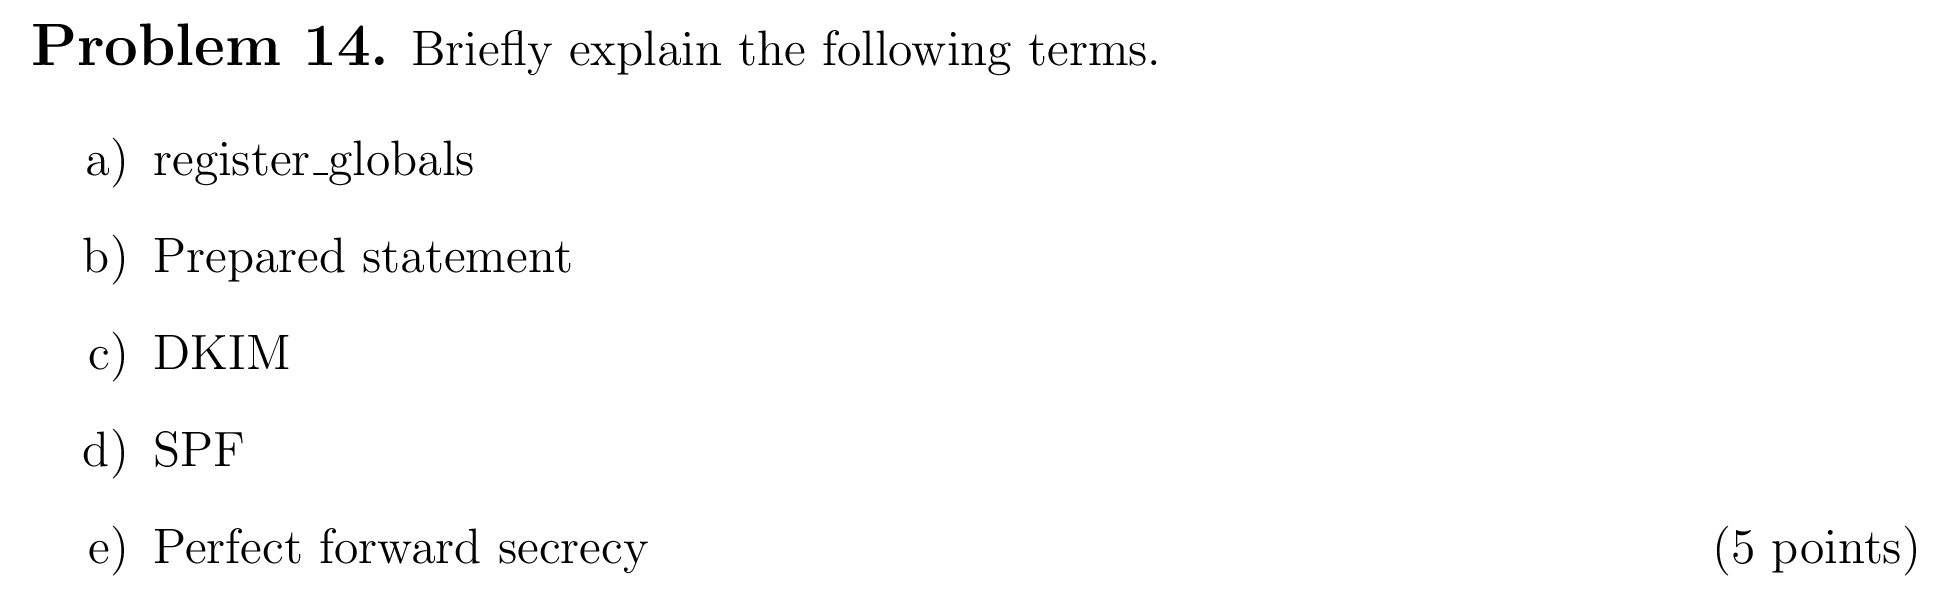 Problem 14. Briefly explain the following terms.
a) register_globals
b) Prepared statement
c) DKIM
d) SPF
e) Perfect forward secrecy (5 points)